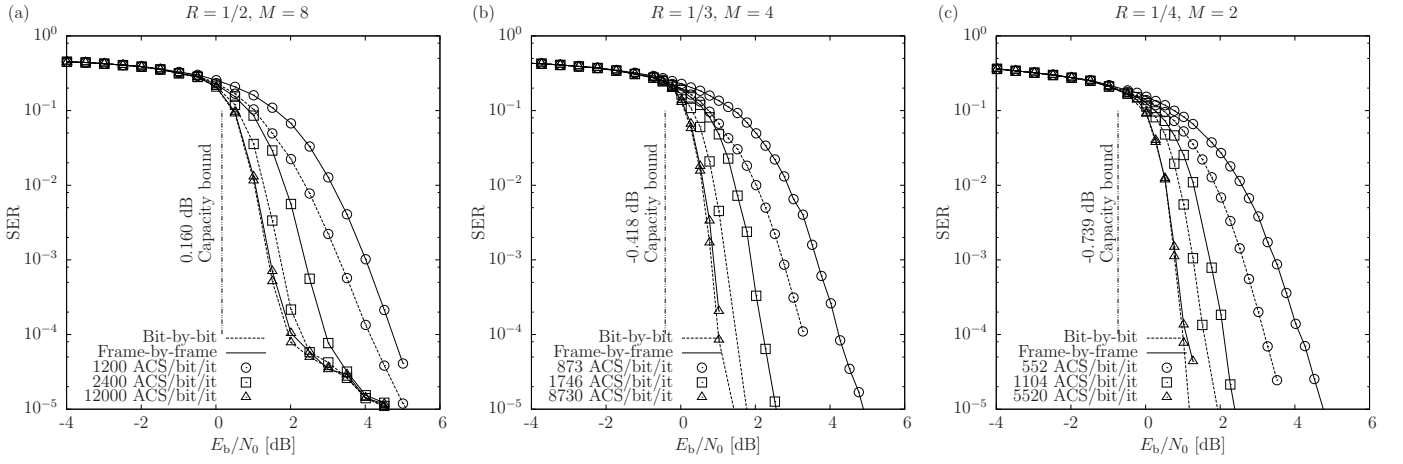 (a)
R = 1/2, M = 8
10^0
10^-1
10^-2
10^-3
10^-4
10^-5
SER
0.160 dB
Capacity bound
Bit-by-bit
Frame-by-frame
1200 ACS/bit/it
2400 ACS/bit/it
12000 ACS/bit/it
-4 -2 0 2 4 6
E_b/N_0 [dB]
(b)
R = 1/3, M = 4
10^0
10^-1
10^-2
10^-3
10^-4
10^-5
SER
-0.418 dB
Capacity bound
Bit-by-bit
Frame-by-frame
873 ACS/bit/it
1746 ACS/bit/it
8730 ACS/bit/it
-4 -2 0 2 4 6
E_b/N_0 [dB]
(c)
R = 1/4, M = 2
10^0
10^-1
10^-2
10^-3
10^-4
10^-5
SER
-0.739 dB
Capacity bound
Bit-by-bit
Frame-by-frame
552 ACS/bit/it
1104 ACS/bit/it
5520 ACS/bit/it
-4 -2 0 2 4 6
E_b/N_0 [dB]